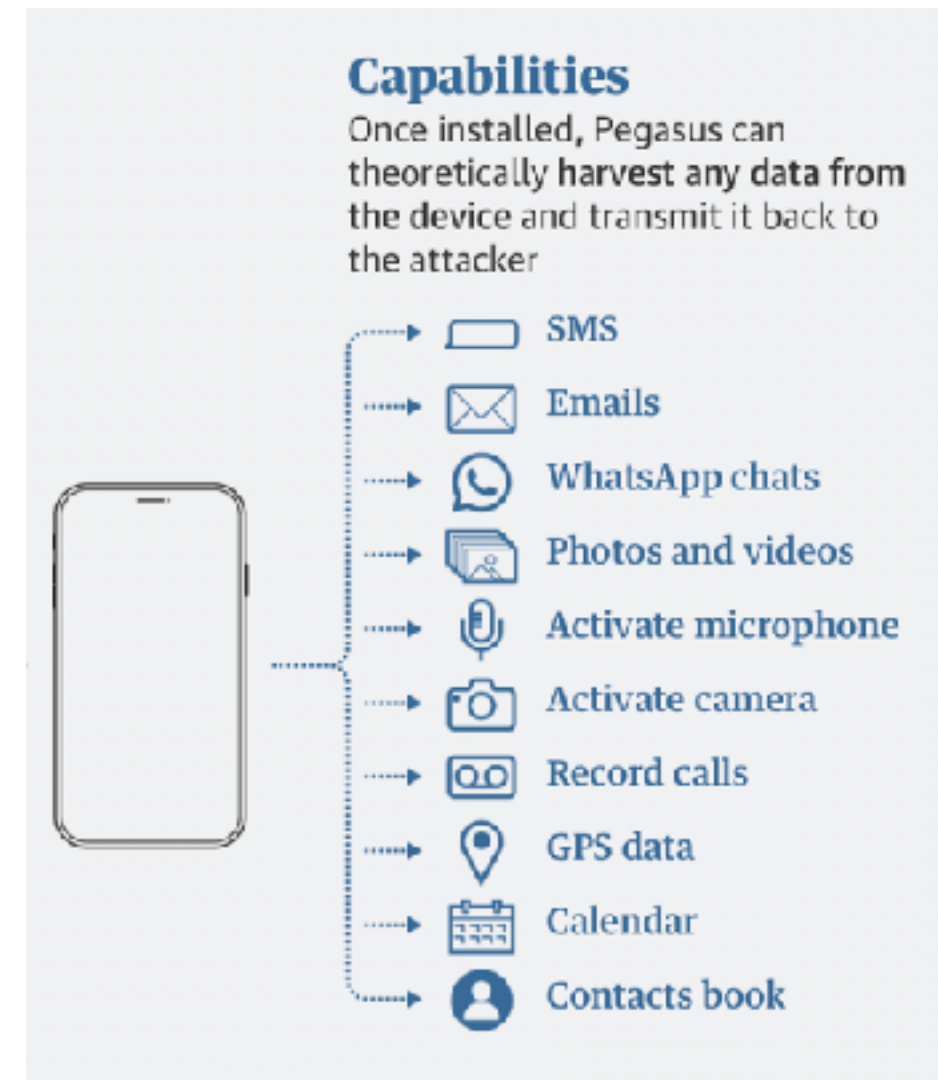 Capabilities
Once installed, Pegasus can
theoretically harvest any data from
the device and transmit it back to
the attacker
SMS
Emails
WhatsApp chats
Photos and videos
Activate microphone
Activate camera
Record calls
GPS data
Calendar
Contacts book